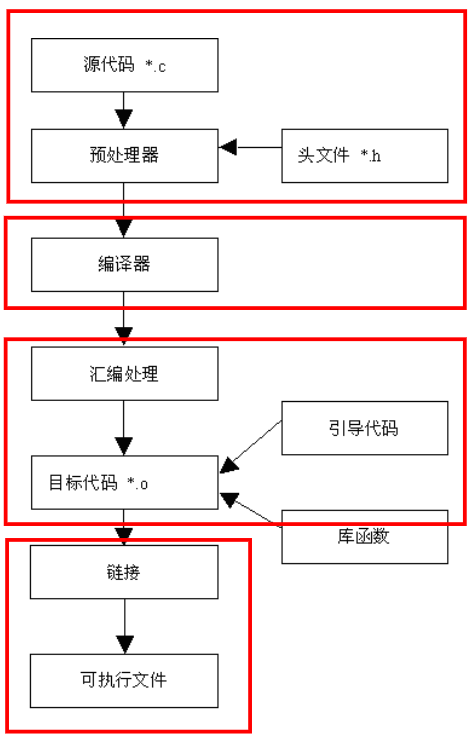 源代码 *.c
预处理器
头文件 *.h
编译器
汇编处理
引导代码
目标代码 *.o
库函数
链接
可执行文件